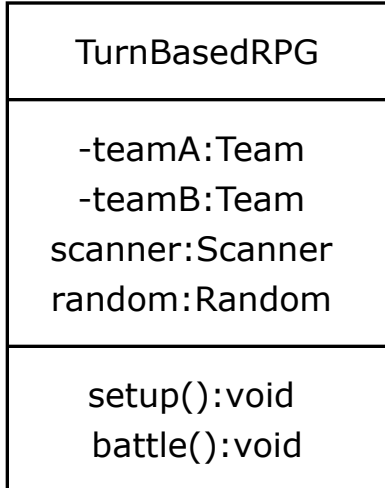 TurnBasedRPG
-teamA:Team
-teamB:Team
scanner:Scanner
random:Random
setup():void
battle():void